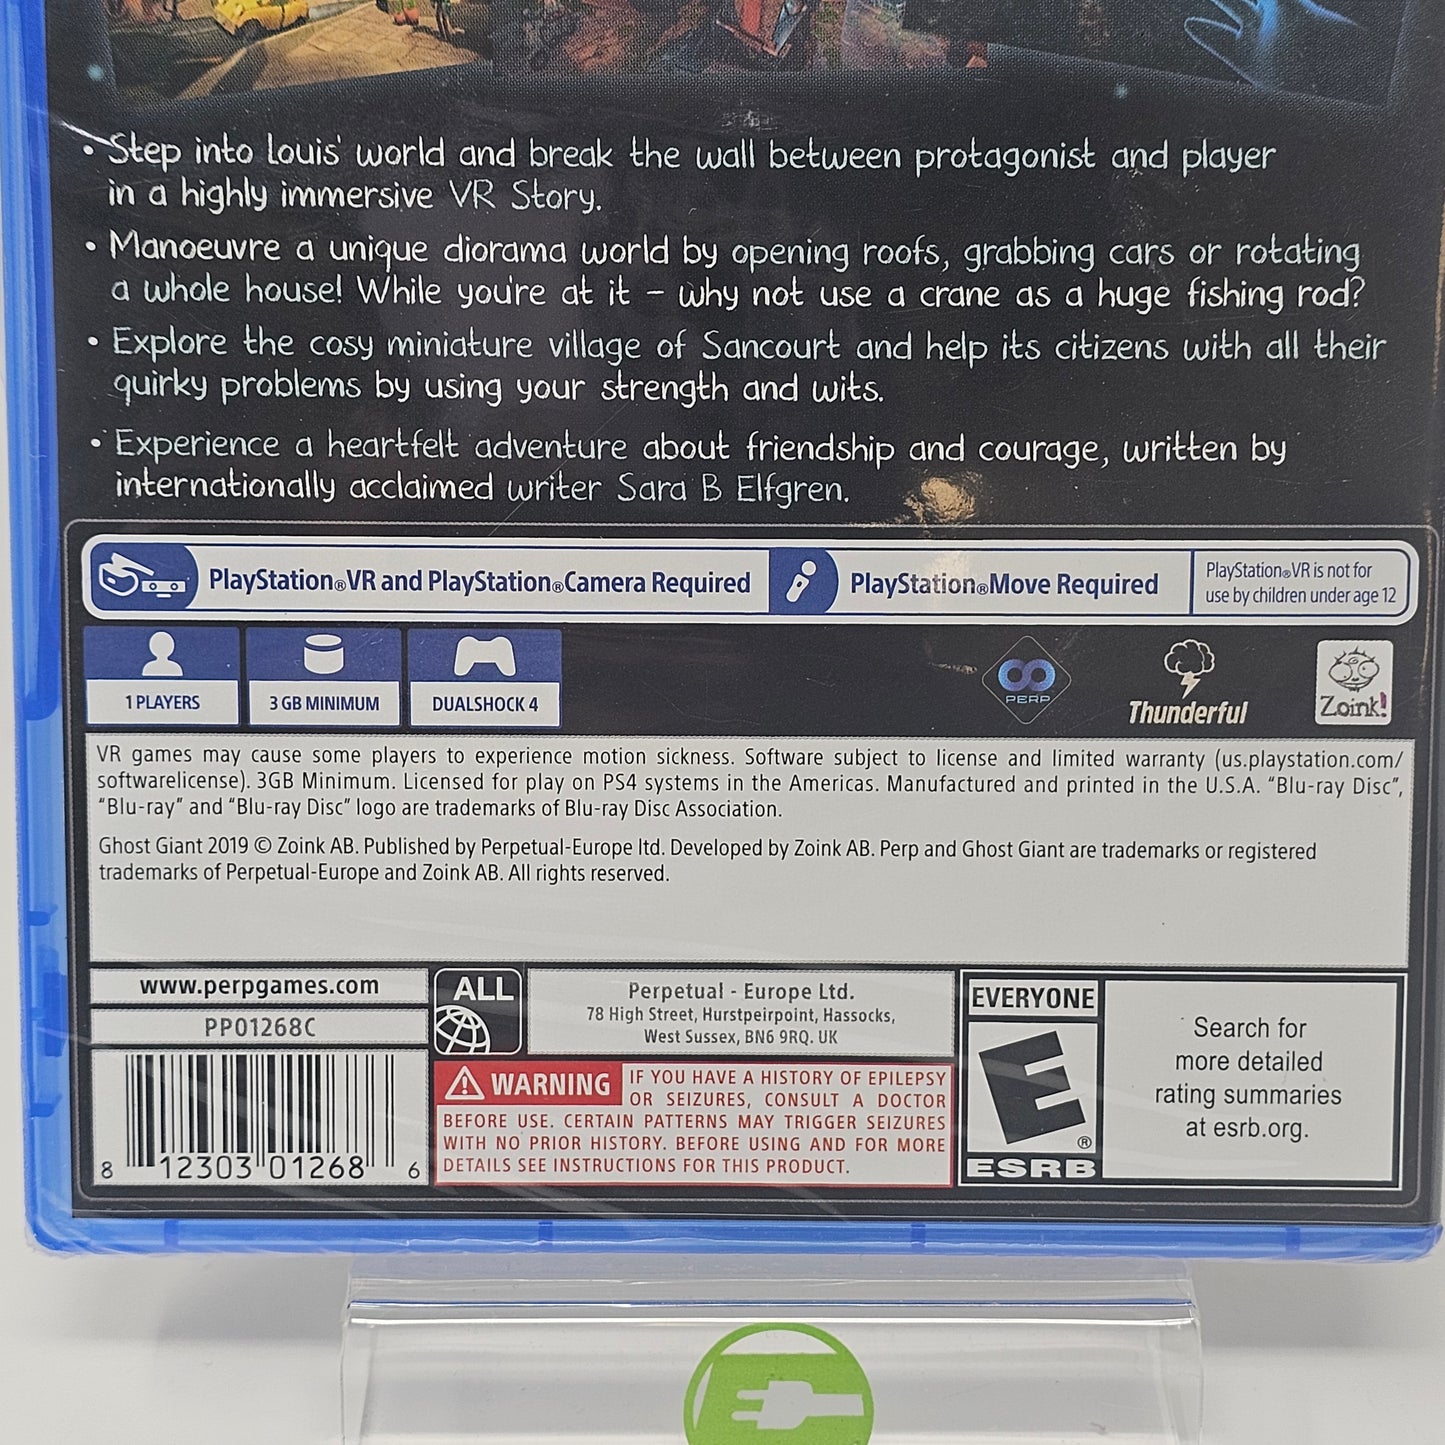 • Step into Louis' world and break the wall between protagonist and player
in a highly immersive VR Story.
• Manoeuvre a unique diorama world by opening roofs, grabbing cars or rotating
a whole house! While you're at it – why not use a crane as a huge fishing rod?
• Explore the cosy miniature village of Sancourt and help its citizens with all their
quirky problems by using your strength and wits.
• Experience a heartfelt adventure about friendship and courage, written by
internationally acclaimed writer Sara B Elfgren.
PlayStation®VR and PlayStation®Camera Required
PlayStation®Move Required
PlayStation®VR is not for
use by children under age 12
1 PLAYERS
3 GB MINIMUM
DUALSHOCK 4
PERP
Thunderful
Zoink!
VR games may cause some players to experience motion sickness. Software subject to license and limited warranty (us.playstation.com/
softwarelicense). 3GB Minimum. Licensed for play on PS4 systems in the Americas. Manufactured and printed in the U.S.A. “Blu-ray Disc”,
“Blu-ray” and “Blu-ray Disc” logo are trademarks of Blu-ray Disc Association.
Ghost Giant 2019 © Zoink AB. Published by Perpetual-Europe ltd. Developed by Zoink AB. Perp and Ghost Giant are trademarks or registered
trademarks of Perpetual-Europe and Zoink AB. All rights reserved.
www.perpgames.com
PP01268C
8 12303 01268 6
ALL
Perpetual - Europe Ltd.
78 High Street, Hurstpeirpoint, Hassocks,
West Sussex, BN6 9RQ. UK
WARNING IF YOU HAVE A HISTORY OF EPILEPSY
OR SEIZURES, CONSULT A DOCTOR
BEFORE USE. CERTAIN PATTERNS MAY TRIGGER SEIZURES
WITH NO PRIOR HISTORY. BEFORE USING AND FOR MORE
DETAILS SEE INSTRUCTIONS FOR THIS PRODUCT.
EVERYONE
E®
ESRB
Search for
more detailed
rating summaries
at esrb.org.